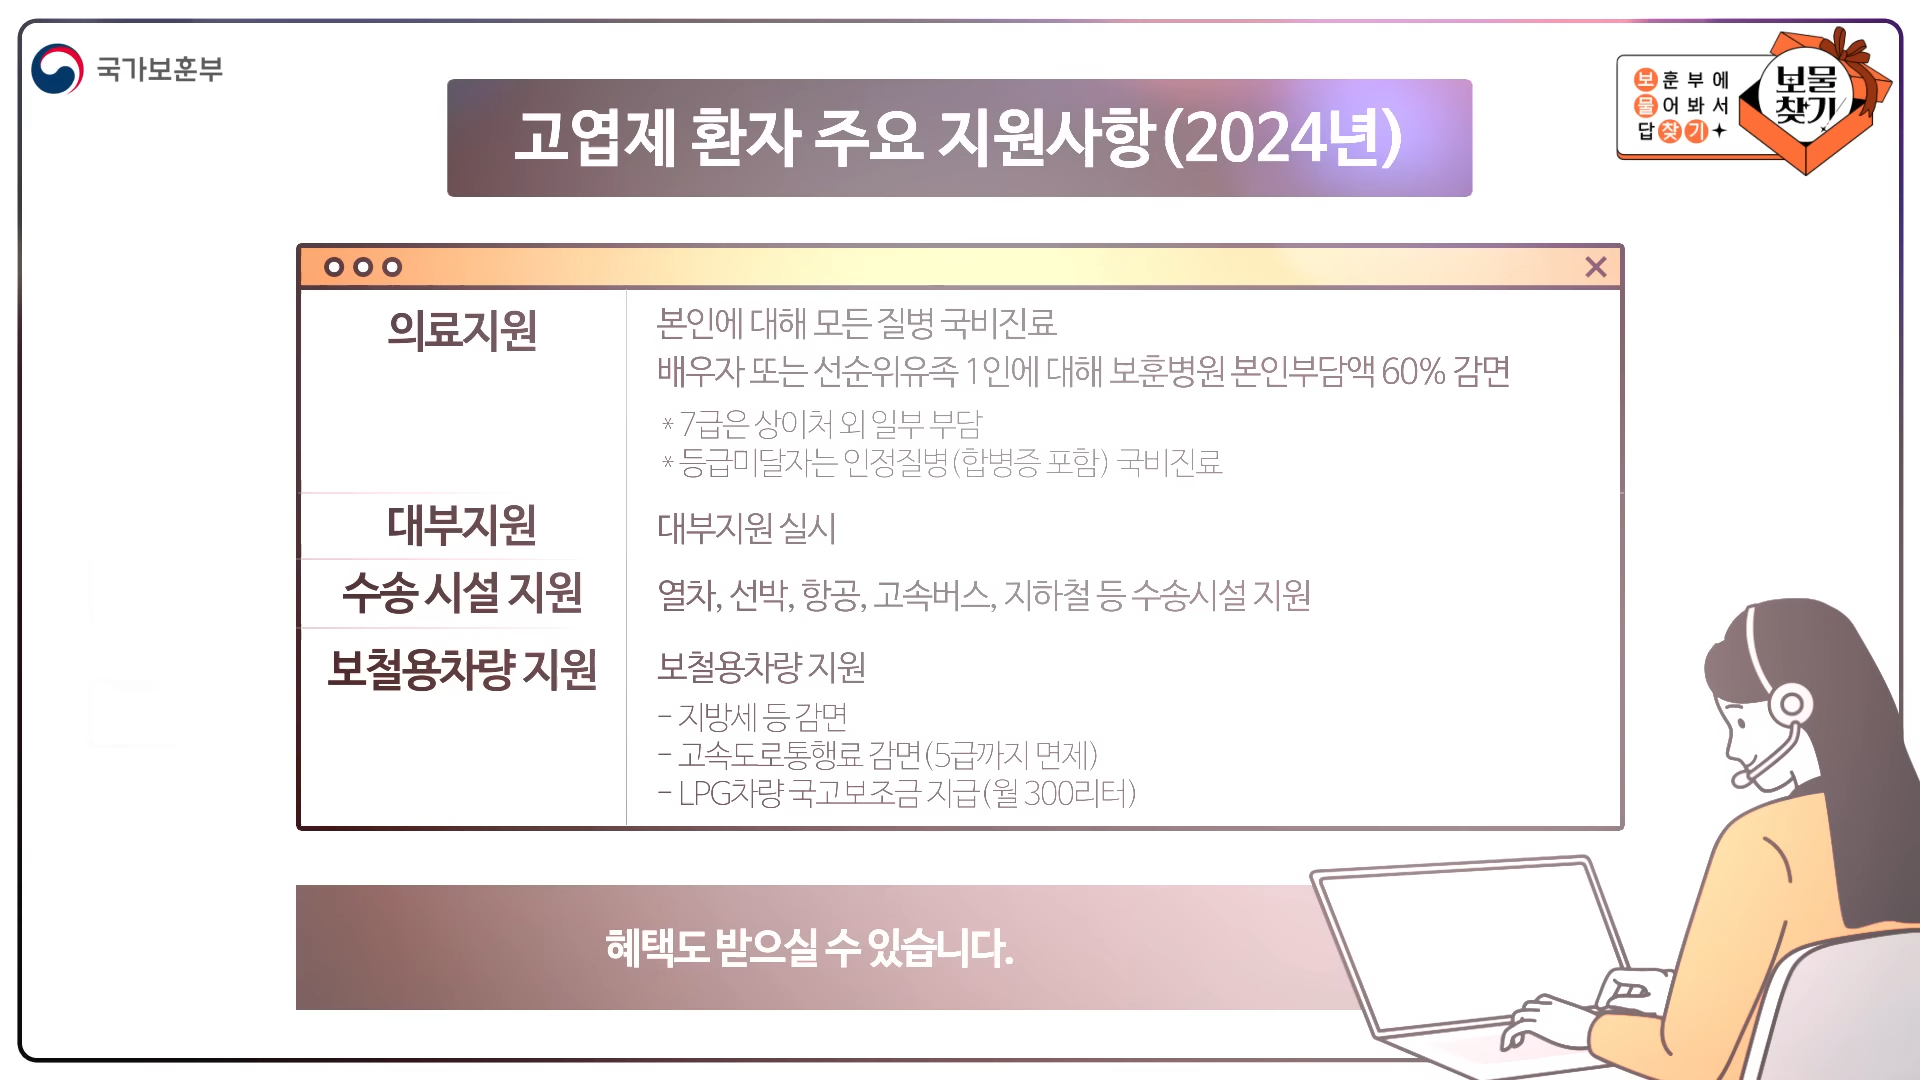 국가보훈부
보훈부에
물어봐서
답찾기
보물
찾기
고엽제 환자 주요 지원사항(2024년)
의료지원
본인에 대해 모든 질병 국비진료
배우자 또는 선순위유족 1인에 대해 보훈병원 본인부담액 60% 감면
* 7급은 상이처 외 일부 부담
* 등급미달자는 인정질병(합병증 포함) 국비진료
대부지원
대부지원 실시
수송 시설 지원
열차, 선박, 항공, 고속버스, 지하철 등 수송시설 지원
보철용차량 지원
보철용차량 지원
- 지방세 등 감면
- 고속도로통행료 감면(5급까지 면제)
- LPG차량 국고보조금 지급(월 300리터)
혜택도 받으실 수 있습니다.